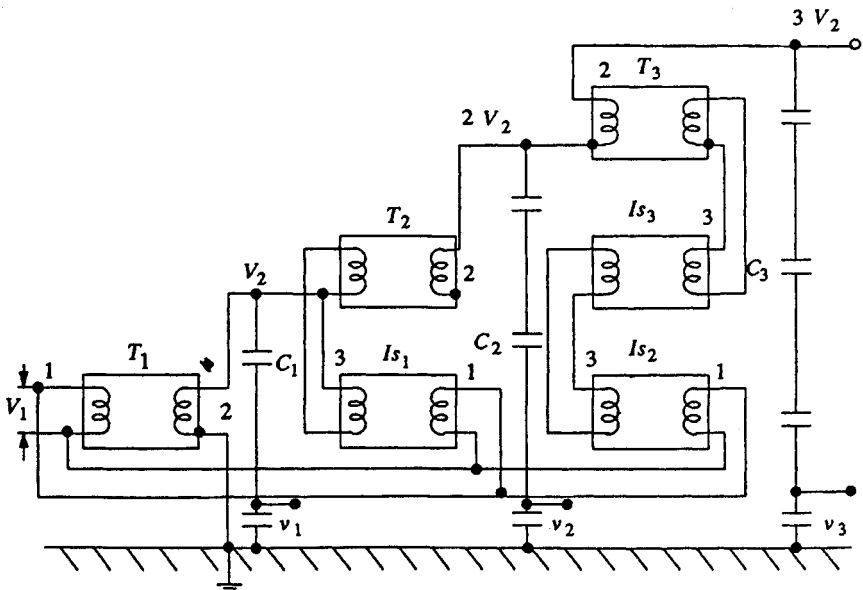 3 V₂
2 T₃
2 V₂
Is₃ 3
T₂
V₂ 2
C₃
C₁ 3 Is₁ 1 C₂ 3 Is₂ 1
T₁
1
V₁ 2
v₁ v₂ v₃